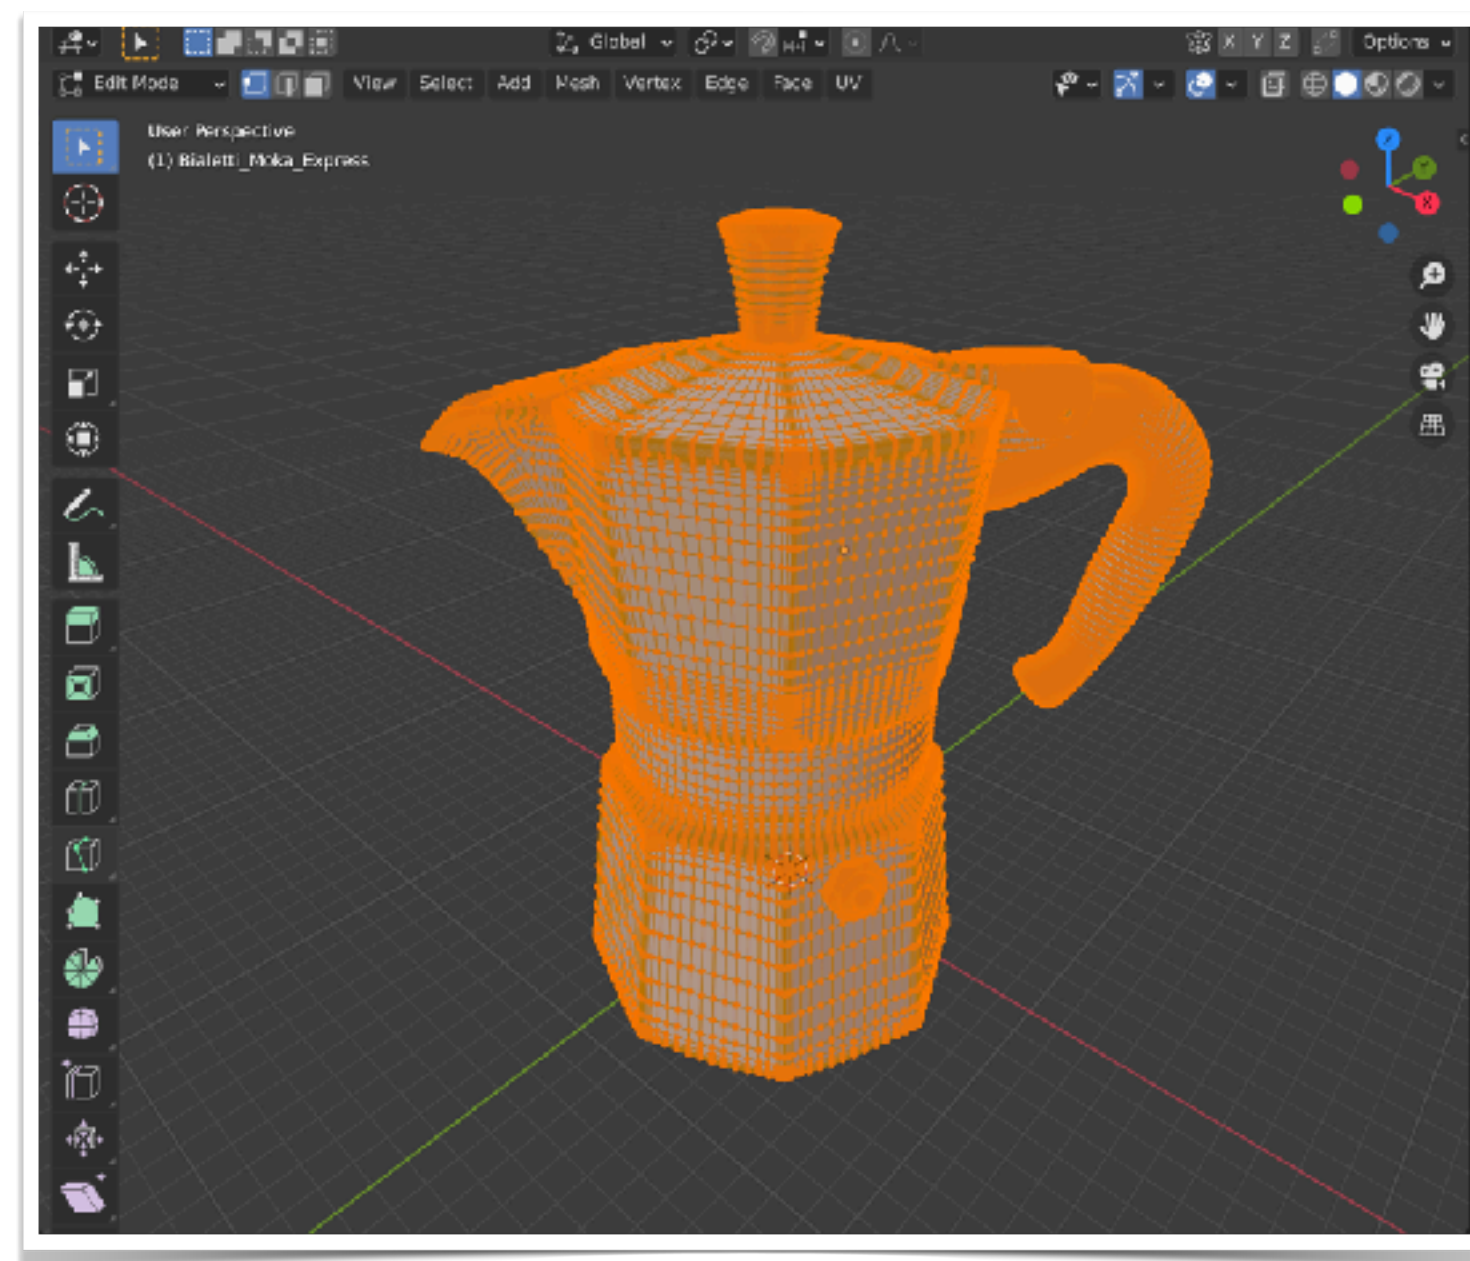 Global
X Y Z
Options
Edit Mode
View Select Add Mesh Vertex Edge Face UV
User Perspective
(1) Bialetti_Moka_Express
Z
Y
X